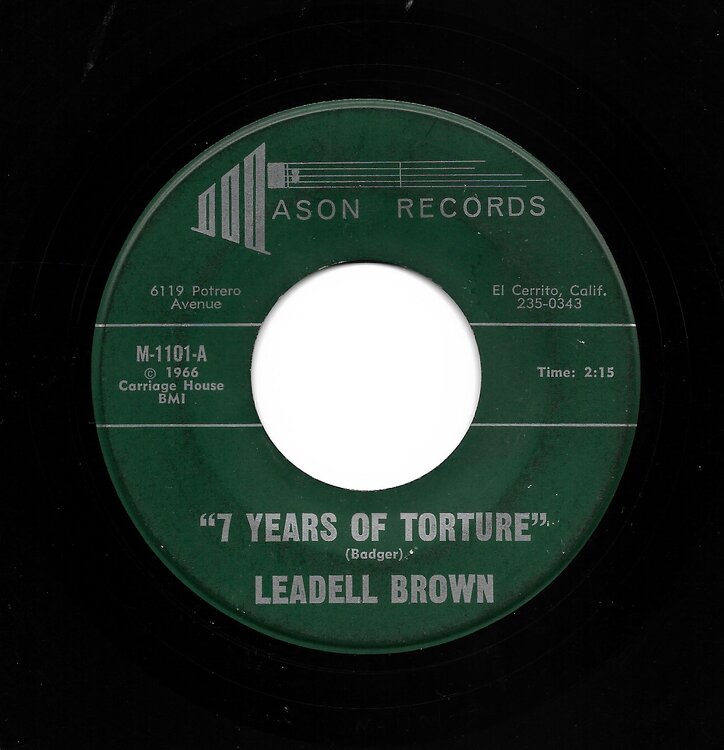 MASON RECORDS
6119 Potrero
Avenue
El Cerrito, Calif.
235-0343
M-1101-A
© 1966
Carriage House
BMI
Time: 2:15
“7 YEARS OF TORTURE”
(Badger)
LEADELL BROWN